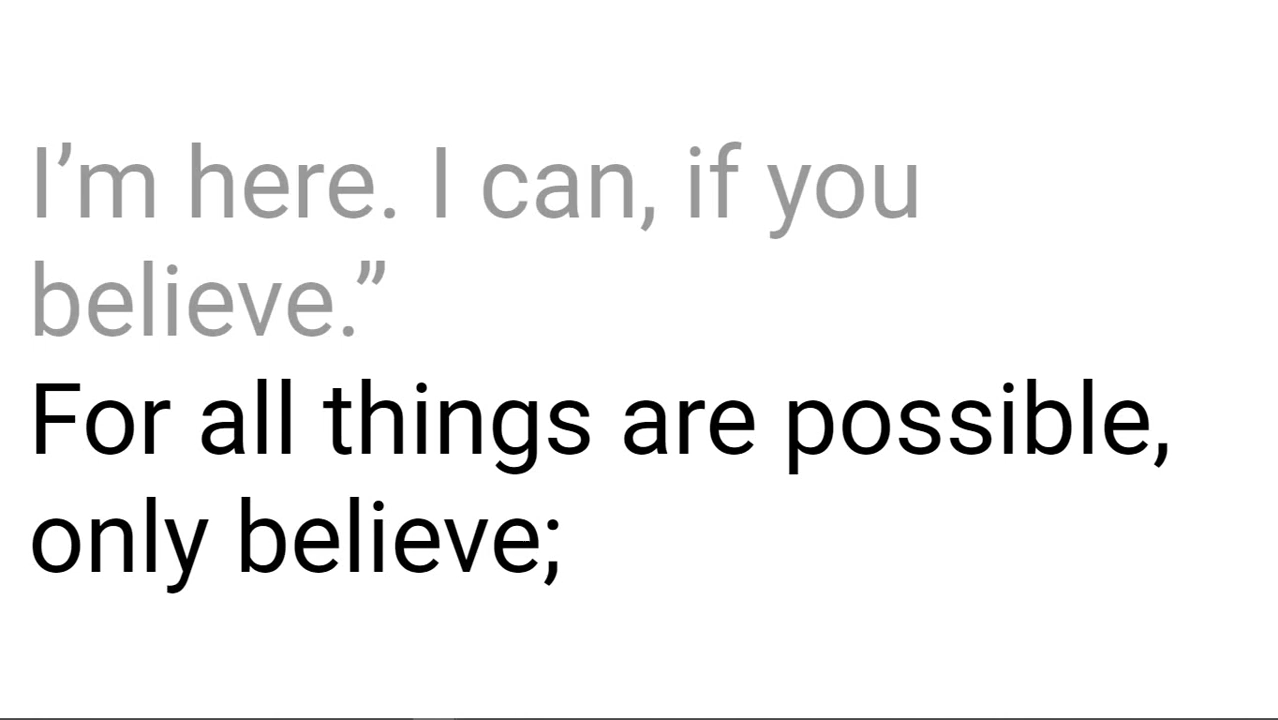 I’m here. I can, if you
believe.”
For all things are possible,
only believe;